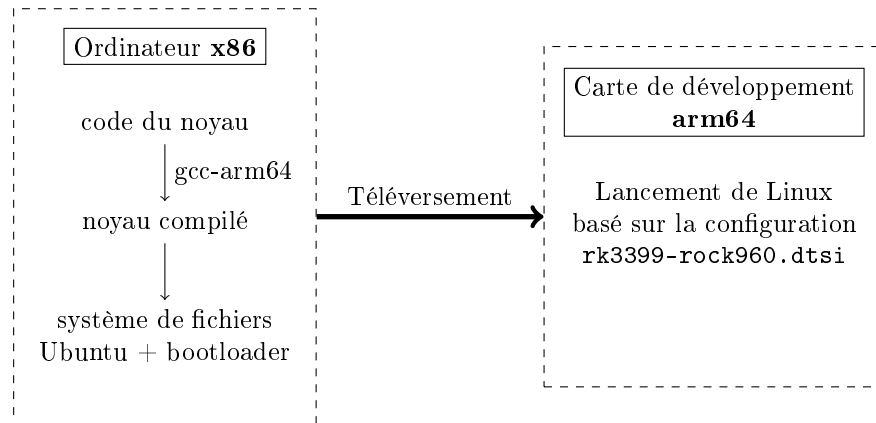 Ordinateur x86
code du noyau
gcc-arm64
noyau compilé
système de fichiers
Ubuntu + bootloader
Téléversement
Carte de développement
arm64
Lancement de Linux
basé sur la configuration
rk3399-rock960.dtsi